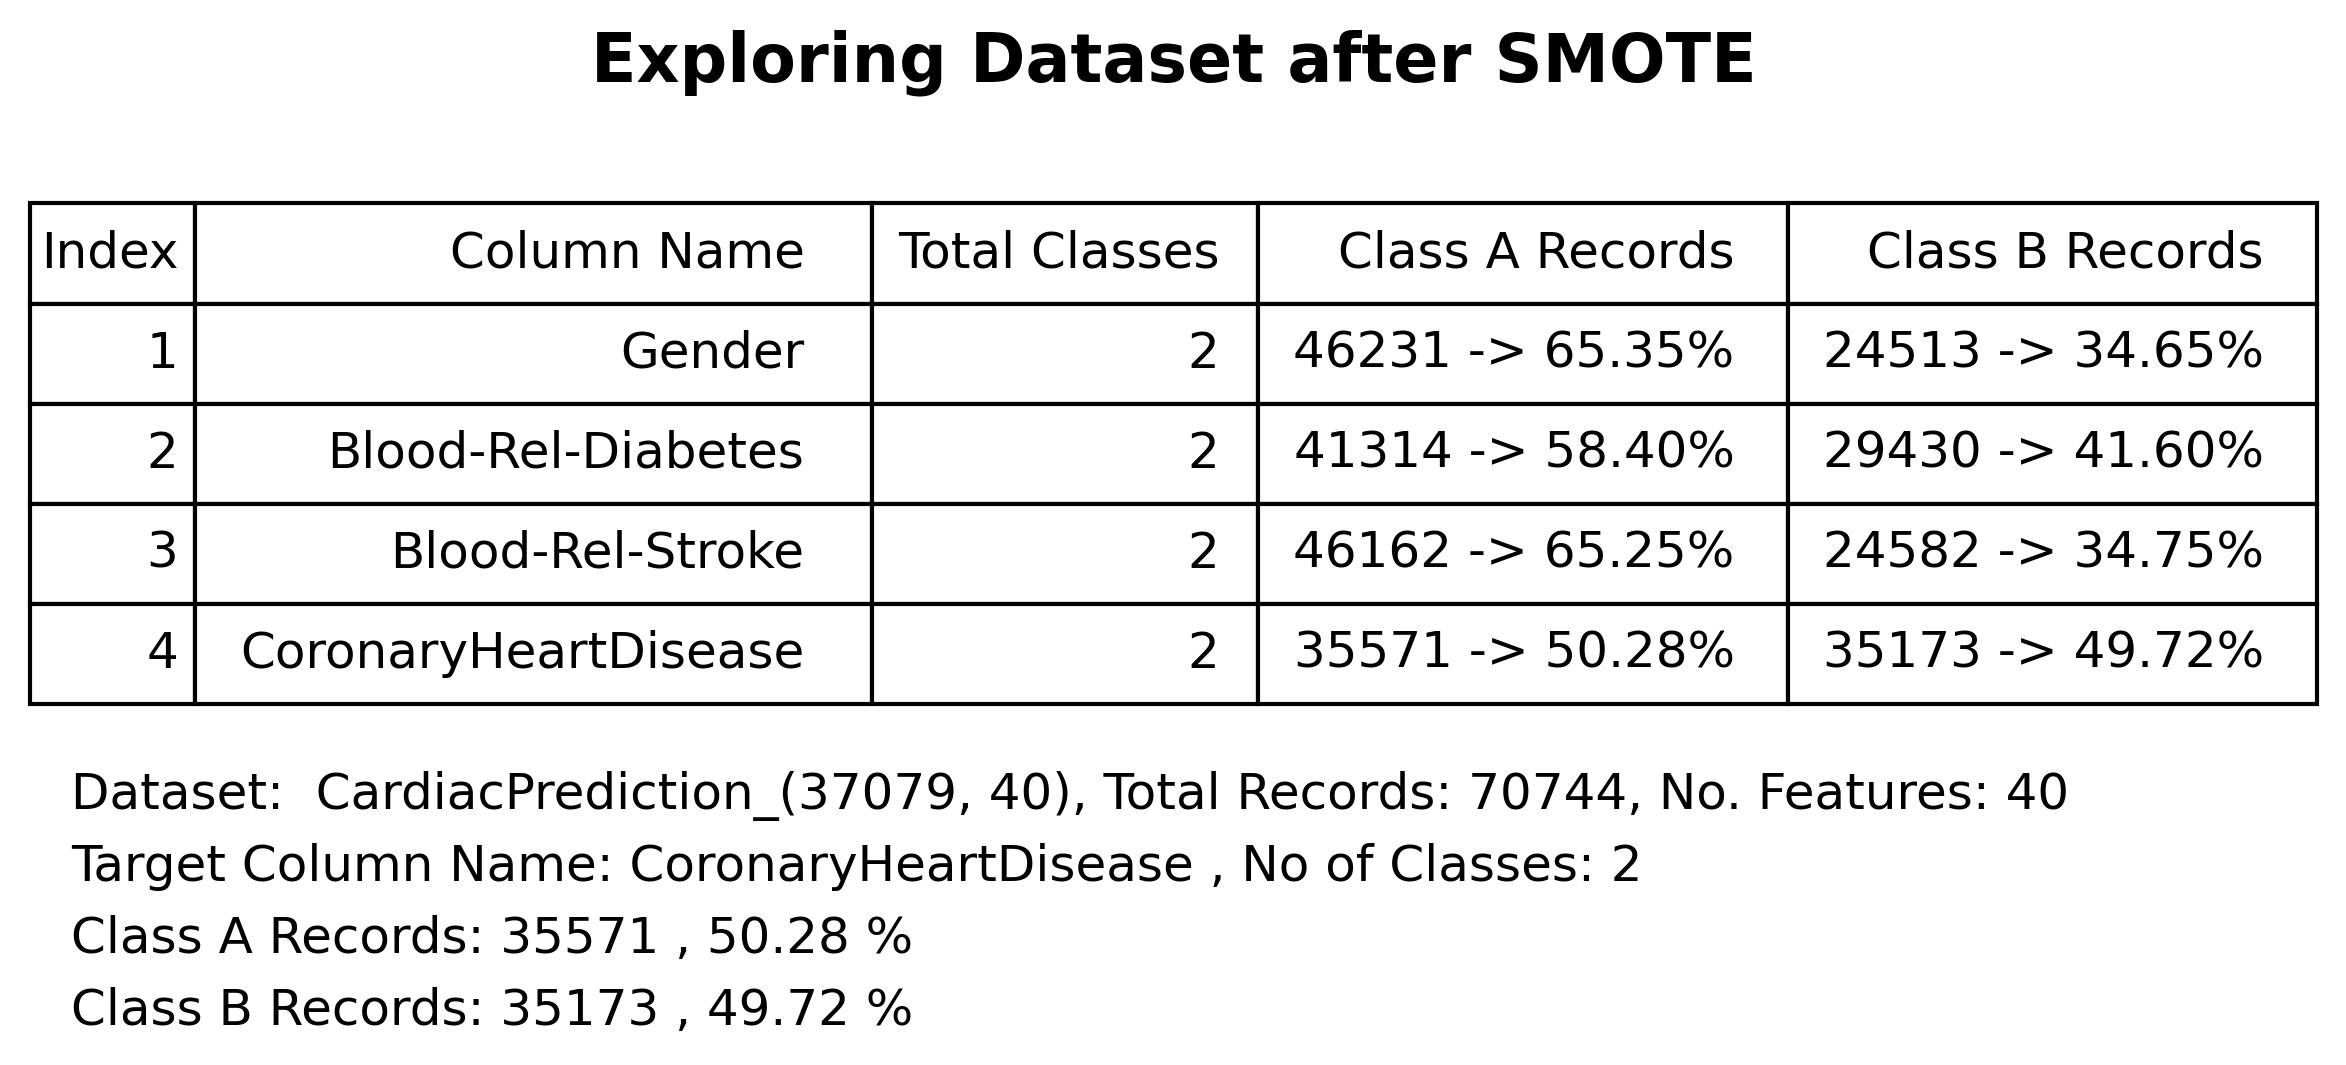 Exploring Dataset after SMOTE
Index Column Name Total Classes Class A Records Class B Records
1 Gender 2 46231 -> 65.35% 24513 -> 34.65%
2 Blood-Rel-Diabetes 2 41314 -> 58.40% 29430 -> 41.60%
3 Blood-Rel-Stroke 2 46162 -> 65.25% 24582 -> 34.75%
4 CoronaryHeartDisease 2 35571 -> 50.28% 35173 -> 49.72%
Dataset:  CardiacPrediction_(37079, 40), Total Records: 70744, No. Features: 40
Target Column Name: CoronaryHeartDisease , No of Classes: 2
Class A Records: 35571 , 50.28 %
Class B Records: 35173 , 49.72 %